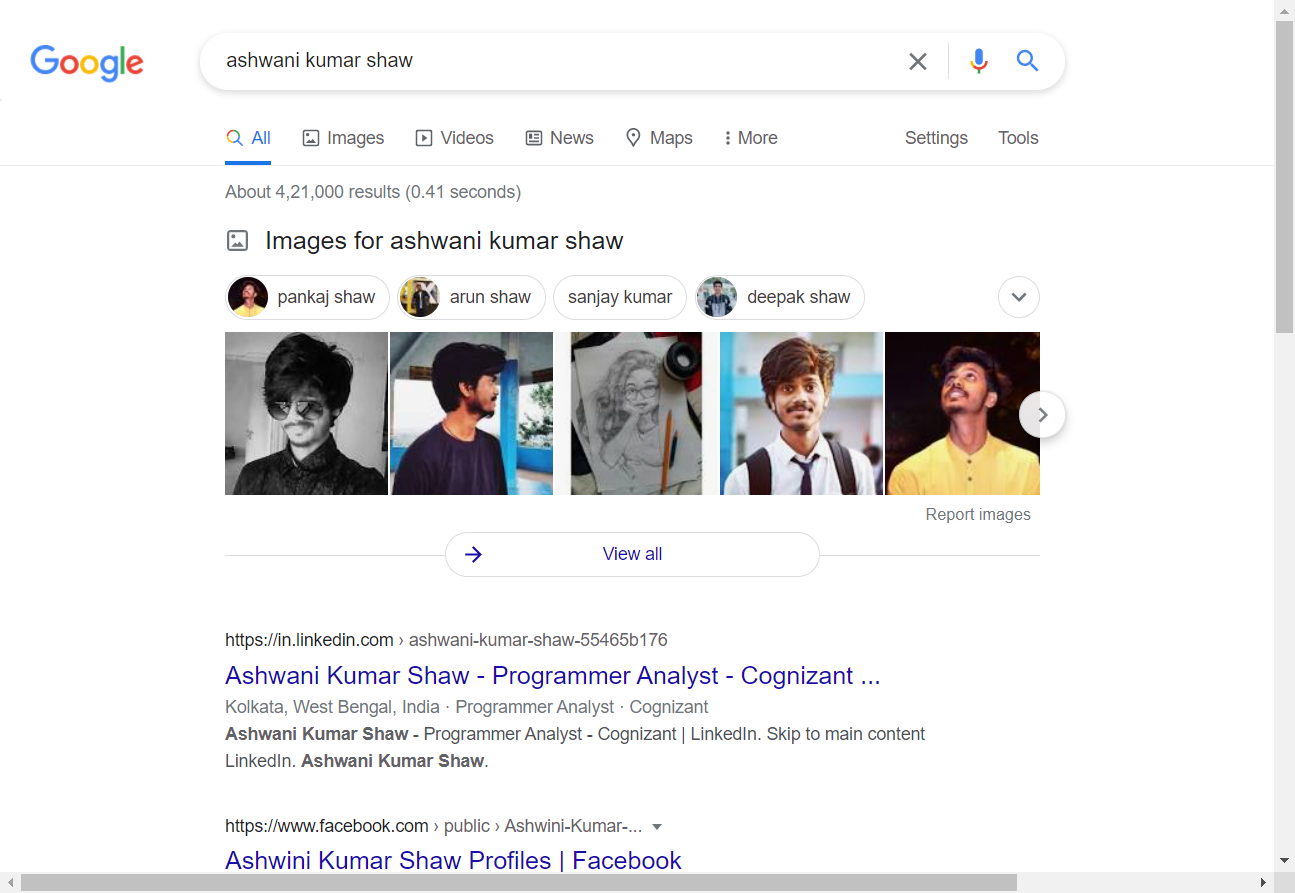 Google
ashwani kumar shaw
All Images Videos News Maps More Settings Tools
About 4,21,000 results (0.41 seconds)
Images for ashwani kumar shaw
pankaj shaw arun shaw sanjay kumar deepak shaw
Report images
View all
https://in.linkedin.com › ashwani-kumar-shaw-55465b176
Ashwani Kumar Shaw - Programmer Analyst - Cognizant ...
Kolkata, West Bengal, India · Programmer Analyst · Cognizant
Ashwani Kumar Shaw - Programmer Analyst - Cognizant | LinkedIn. Skip to main content
LinkedIn. Ashwani Kumar Shaw.
https://www.facebook.com › public › Ashwini-Kumar-...
Ashwini Kumar Shaw Profiles | Facebook